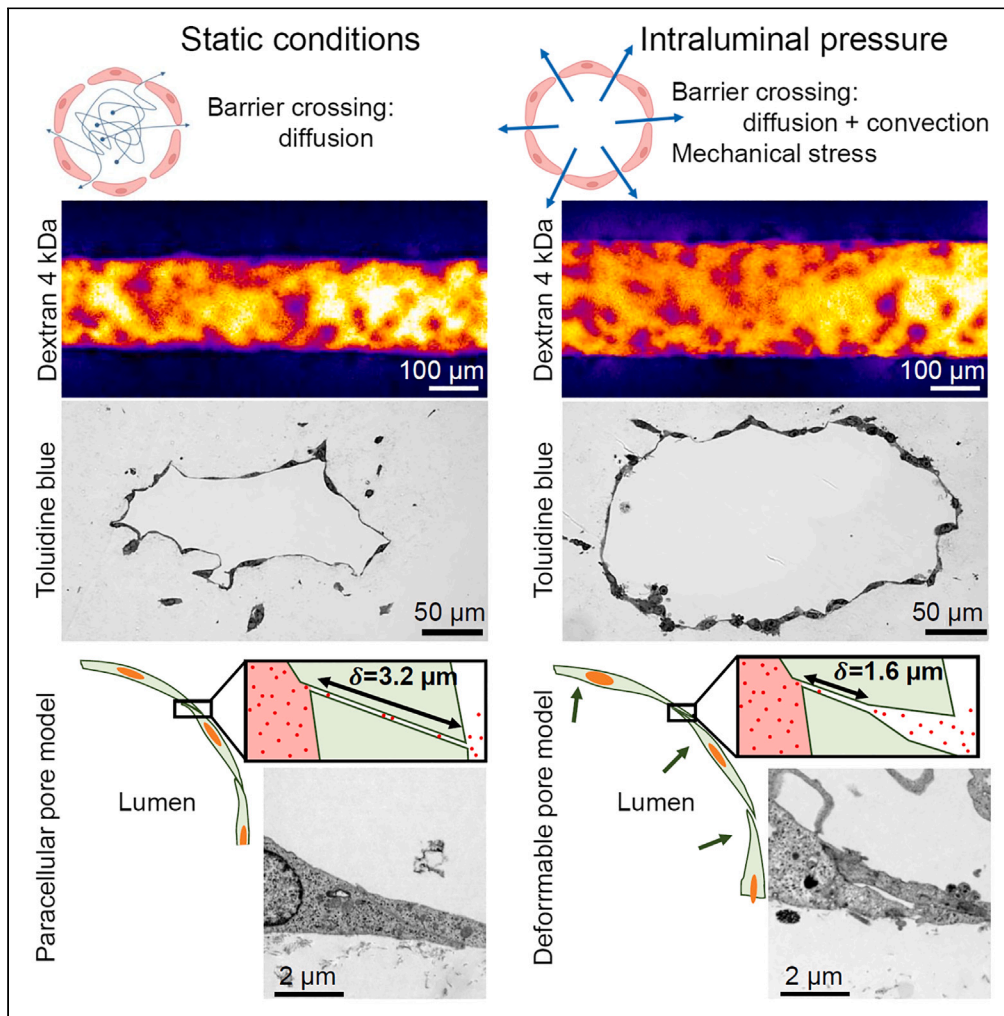 Static conditions
Barrier crossing:
diffusion
Intraluminal pressure
Barrier crossing:
diffusion + convection
Mechanical stress
Dextran 4 kDa
100 µm
Dextran 4 kDa
100 µm
Toluidine blue
50 µm
Toluidine blue
50 µm
Paracellular pore model
δ=3.2 µm
Lumen
2 µm
Deformable pore model
δ=1.6 µm
Lumen
2 µm